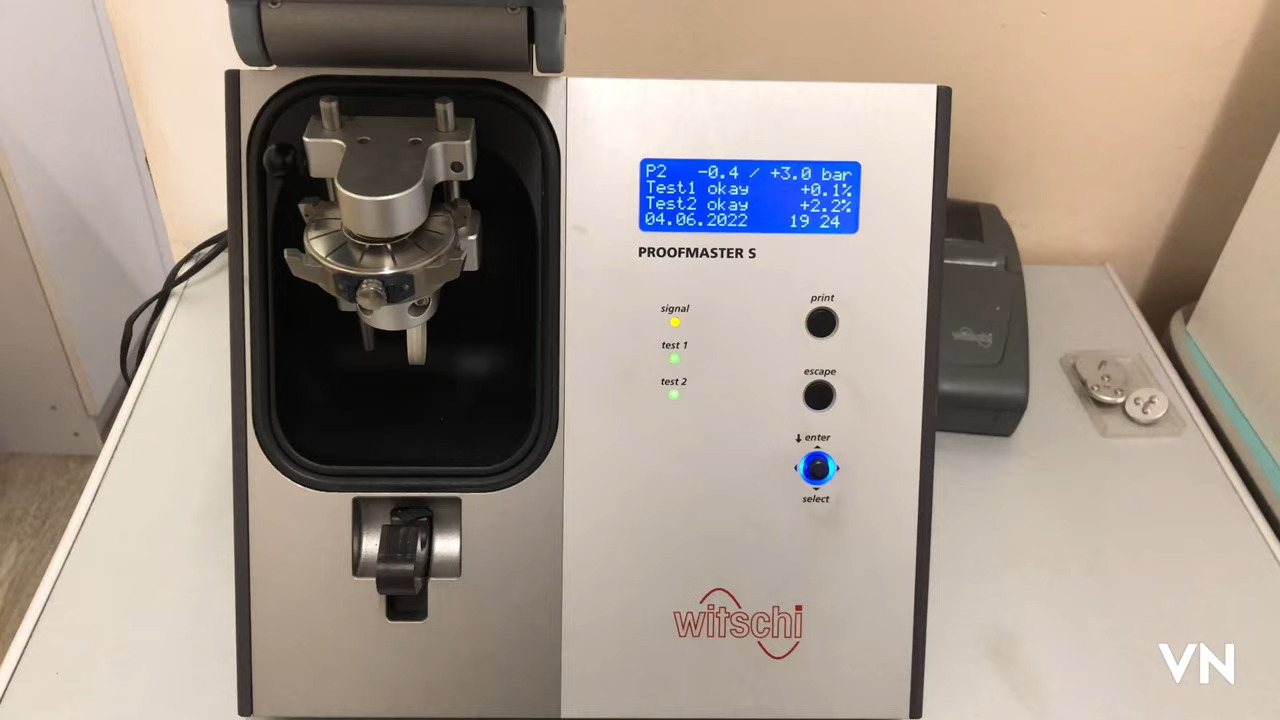 P2 -0.4 / +3.0 bar
Test1 okay +0.1%
Test2 okay +2.2%
04.06.2022 19 24
PROOFMASTER S
signal
test 1
test 2
print
escape
↓ enter
select
witschi
witschi
VN